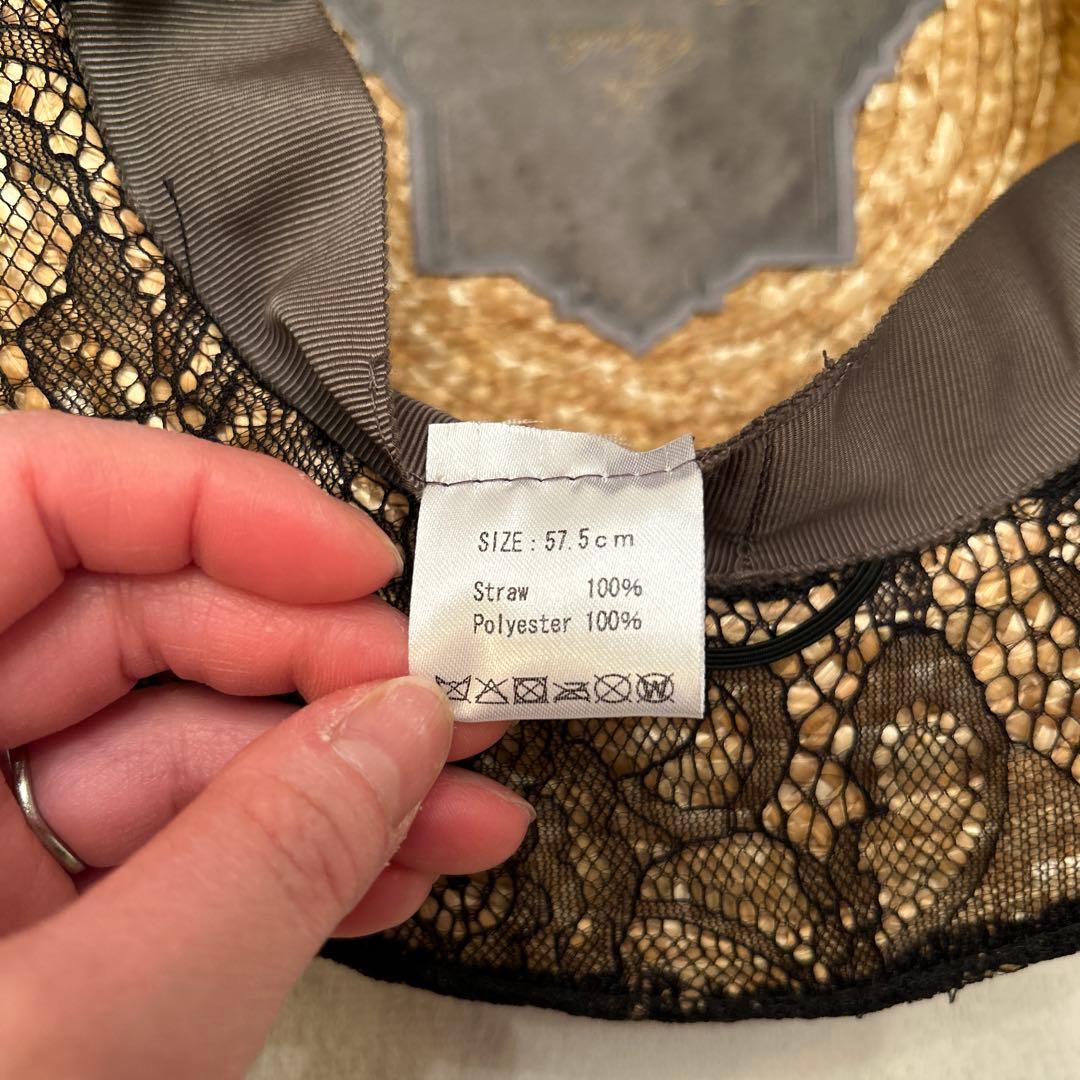 SIZE : 57.5cm
Straw 100%
Polyester 100%
W